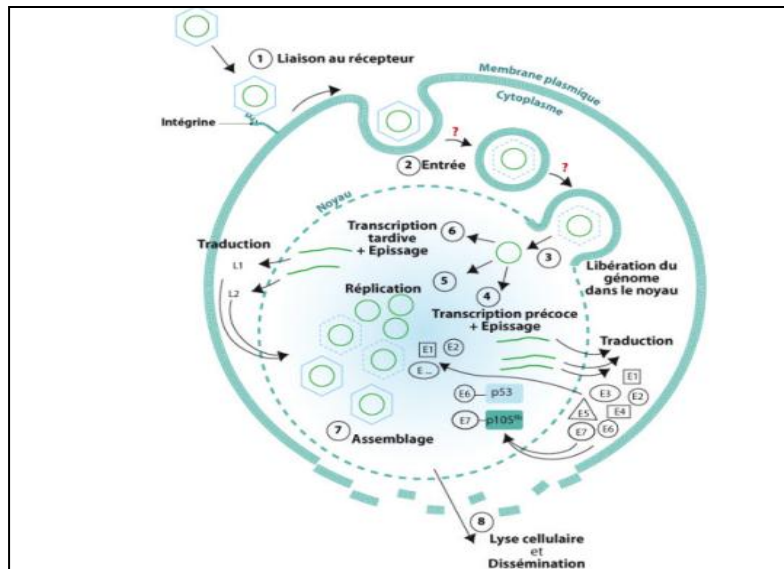 1 Liaison au récepteur
Intégrine
Membrane plasmique
Cytoplasme
?
2 Entrée
?
Noyau
3
Libération du
génome
dans le noyau
6 Transcription
tardive
+ Epissage
Traduction
L1
L2
5
Réplication
4
Transcription précoce
+ Epissage
Traduction
E1
E2
E ...
E1
E3
E2
E5
E4
E7
E6
E6 p53
E7 p105ᴿᵇ
7 Assemblage
8
Lyse cellulaire
et
Dissémination